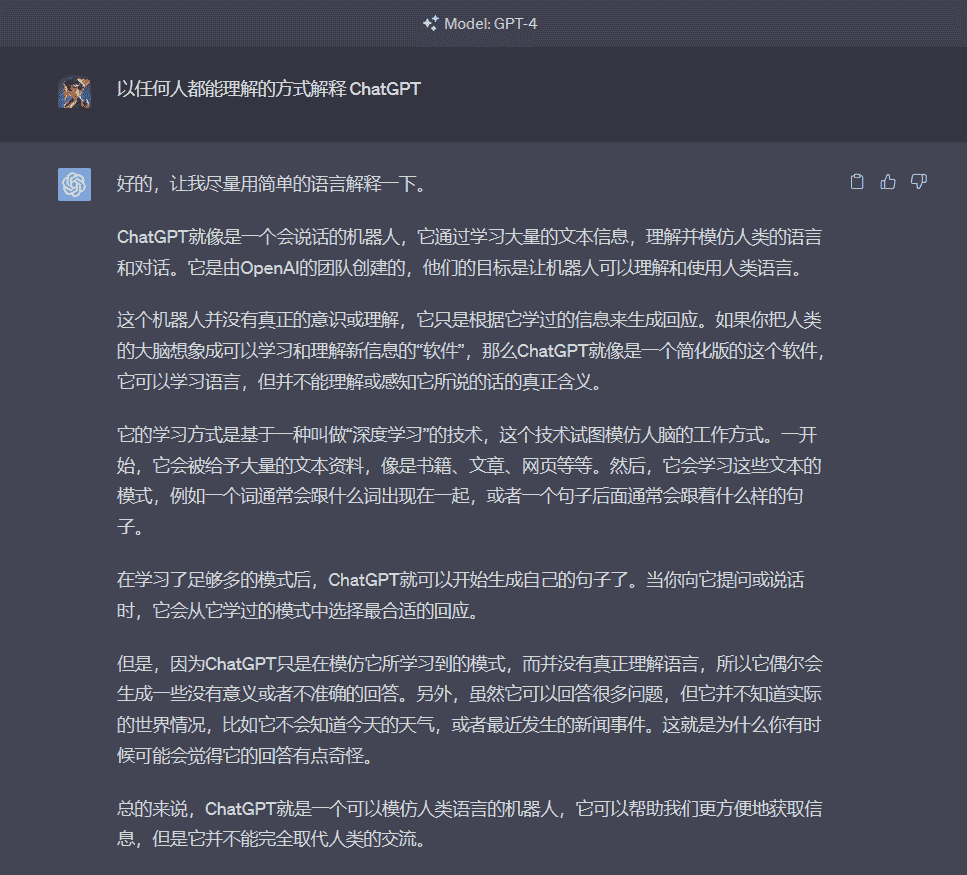 Model: GPT-4
以任何人都能理解的方式解释 ChatGPT
好的，让我尽量用简单的语言解释一下。
ChatGPT就像是一个会说话的机器人，它通过学习大量的文本信息，理解并模仿人类的语言
和对话。它是由OpenAI的团队创建的，他们的目标是让机器人可以理解和使用人类语言。
这个机器人并没有真正的意识或理解，它只是根据它学过的信息来生成回应。如果你把人类
的大脑想象成可以学习和理解新信息的“软件”，那么ChatGPT就像是一个简化版的这个软件，
它可以学习语言，但并不能理解或感知它所说的话的真正含义。
它的学习方式是基于一种叫做“深度学习”的技术，这个技术试图模仿人脑的工作方式。一开
始，它会被给予大量的文本资料，像是书籍、文章、网页等等。然后，它会学习这些文本的
模式，例如一个词通常会跟什么词出现在一起，或者一个句子后面通常会跟着什么样的句
子。
在学习了足够多的模式后，ChatGPT就可以开始生成自己的句子了。当你向它提问或说话
时，它会从它学过的模式中选择最合适的回应。
但是，因为ChatGPT只是在模仿它所学习到的模式，而并没有真正理解语言，所以它偶尔会
生成一些没有意义或者不准确的回答。另外，虽然它可以回答很多问题，但它并不知道实际
的世界情况，比如它不会知道今天的天气，或者最近发生的新闻事件。这就是为什么你有时
候可能会觉得它的回答有点奇怪。
总的来说，ChatGPT就是一个可以模仿人类语言的机器人，它可以帮助我们更方便地获取信
息，但是它并不能完全取代人类的交流。